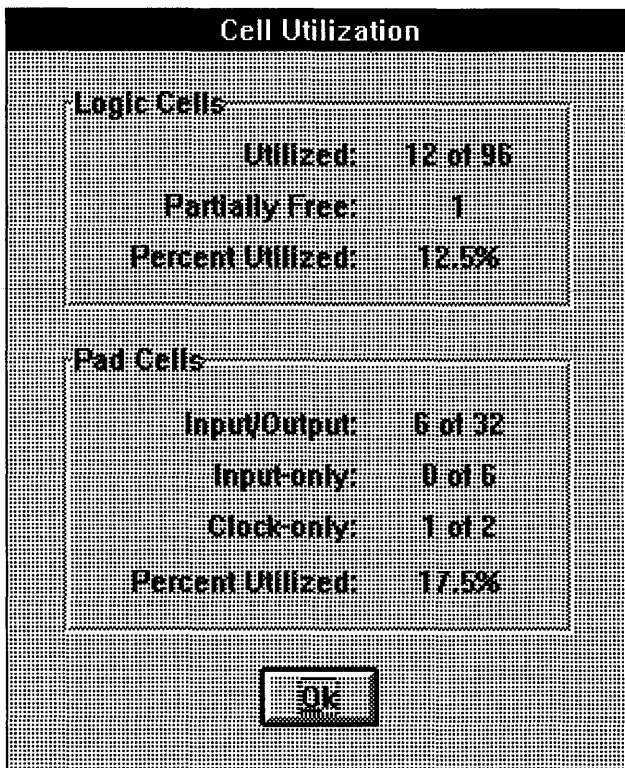 Cell Utilization
Logic Cells
Utilized: 12 of 96
Partially Free: 1
Percent Utilized: 12.5%
Pad Cells
Input/Output: 6 of 32
Input-only: 0 of 6
Clock-only: 1 of 2
Percent Utilized: 17.5%
Ok